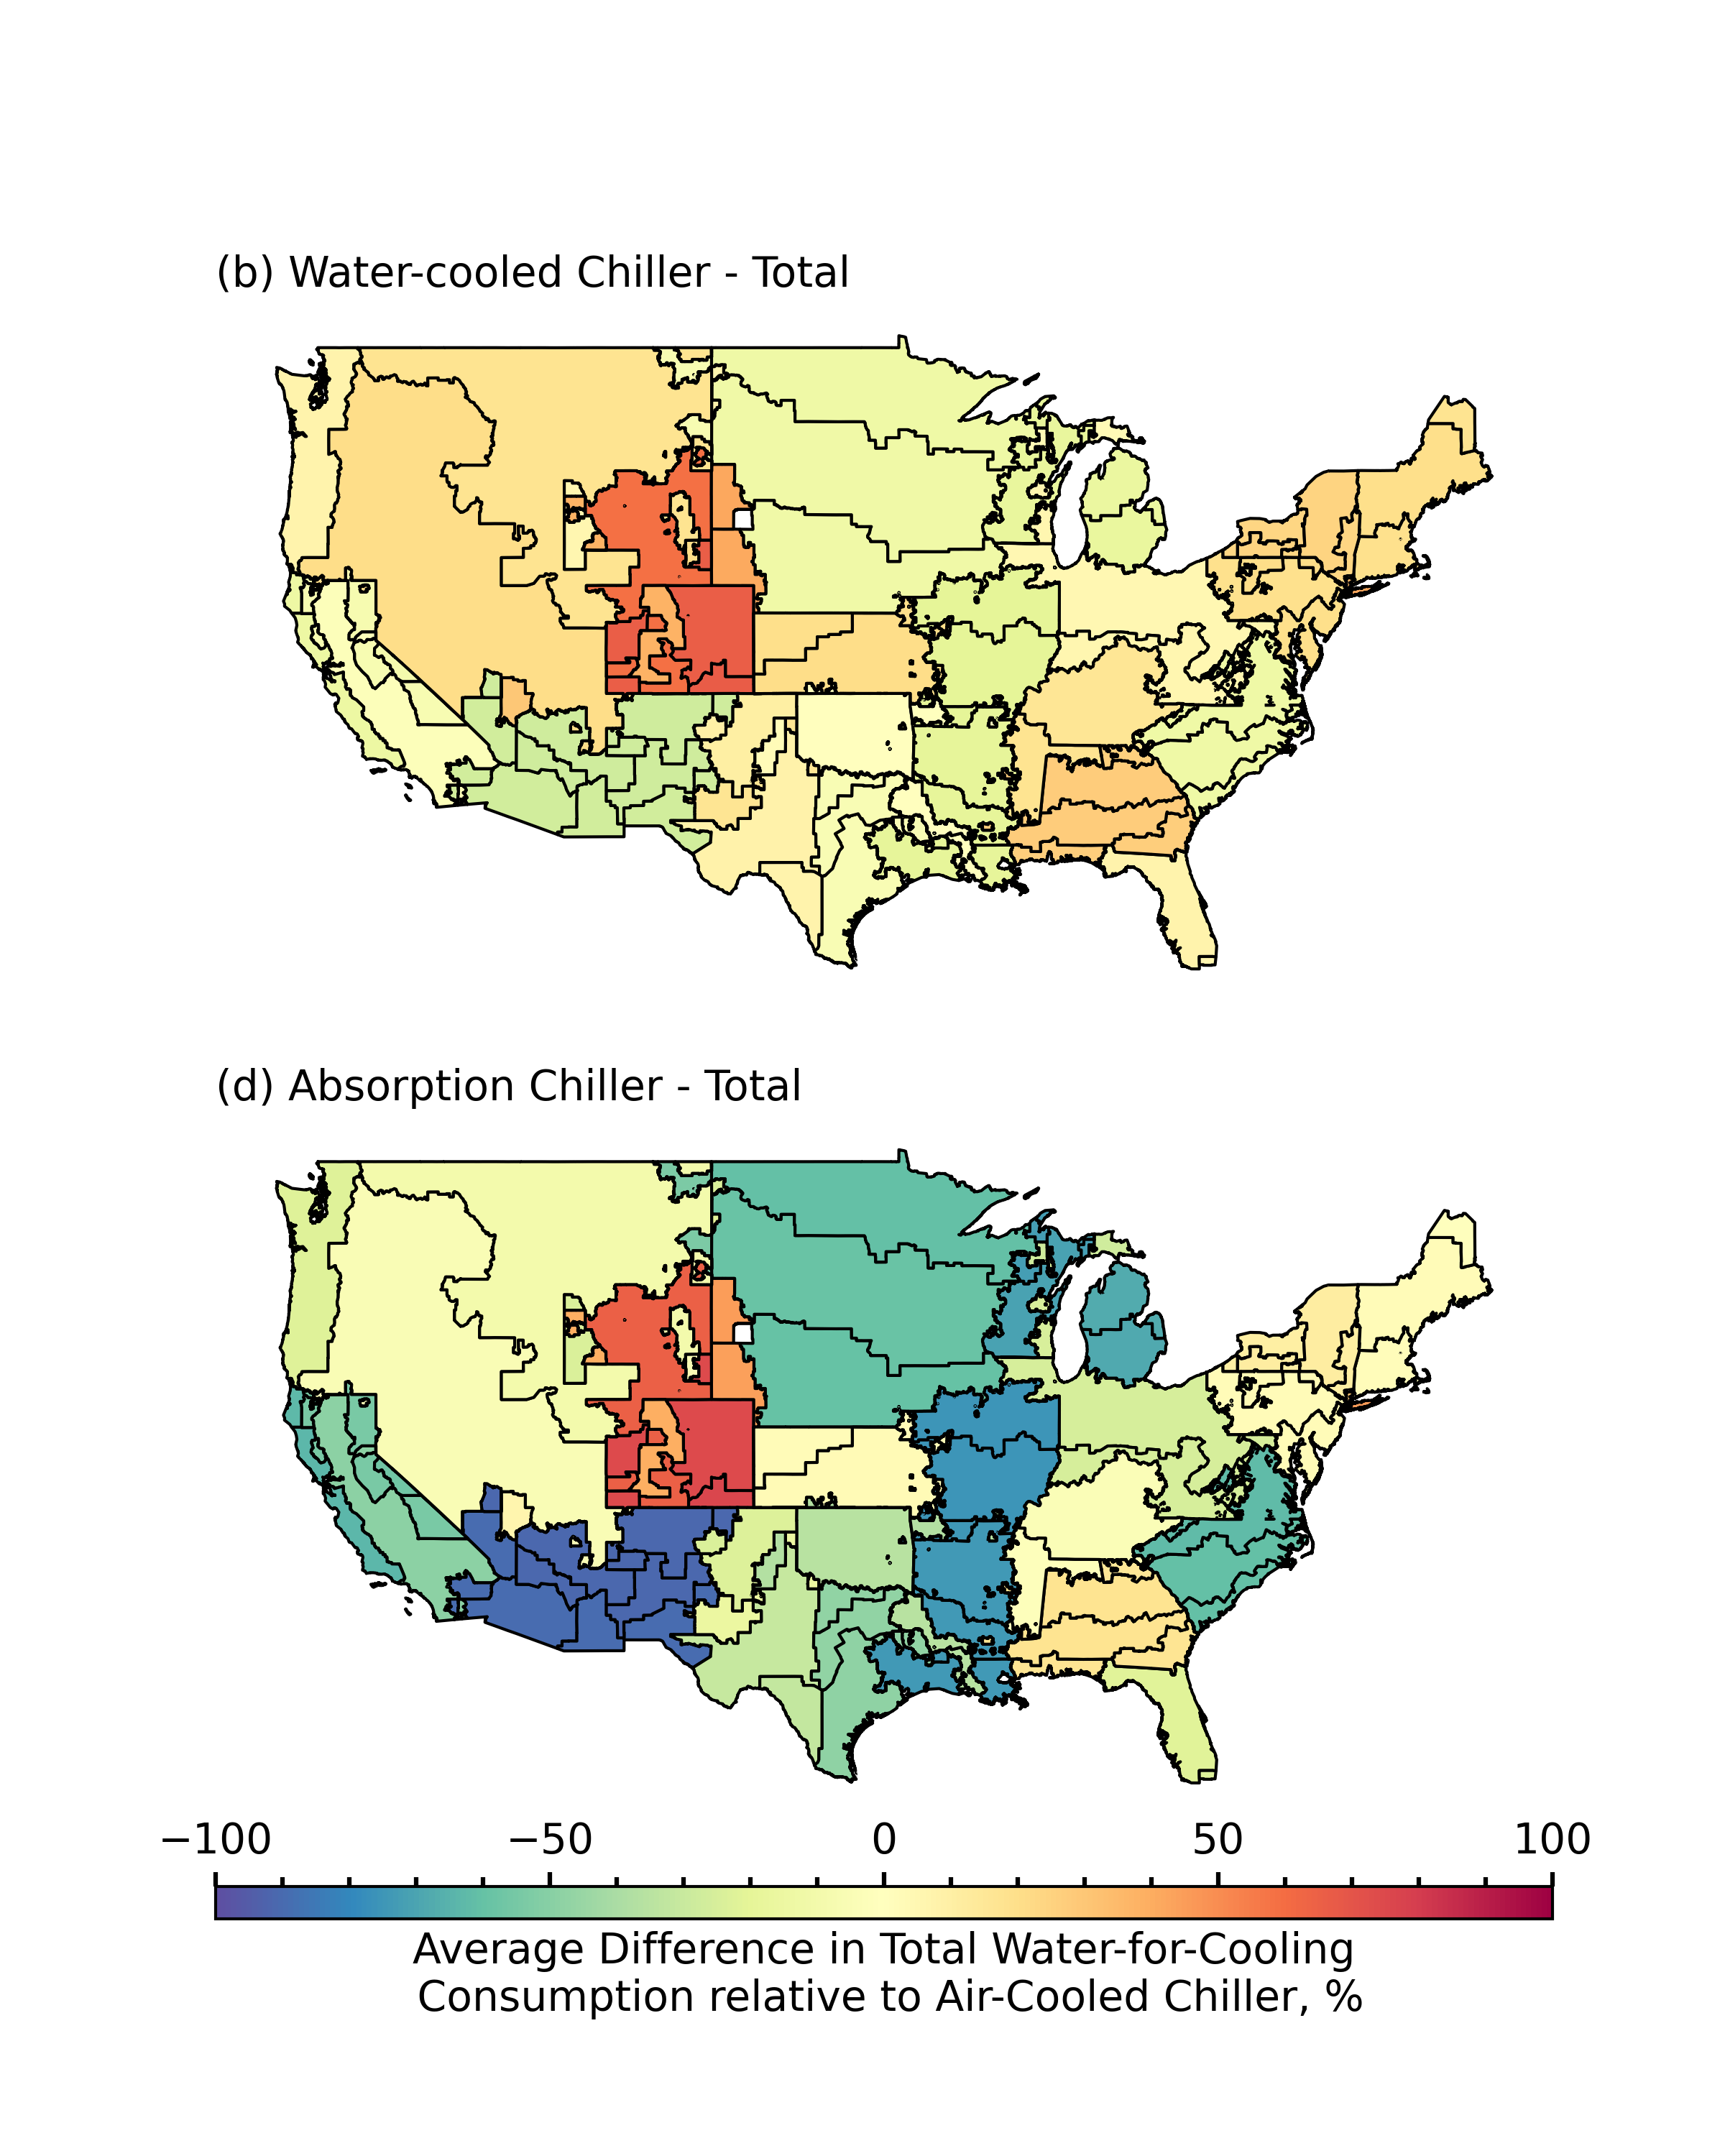 (b) Water-cooled Chiller - Total
(d) Absorption Chiller - Total
−100 −50 0 50 100
Average Difference in Total Water-for-Cooling
Consumption relative to Air-Cooled Chiller, %